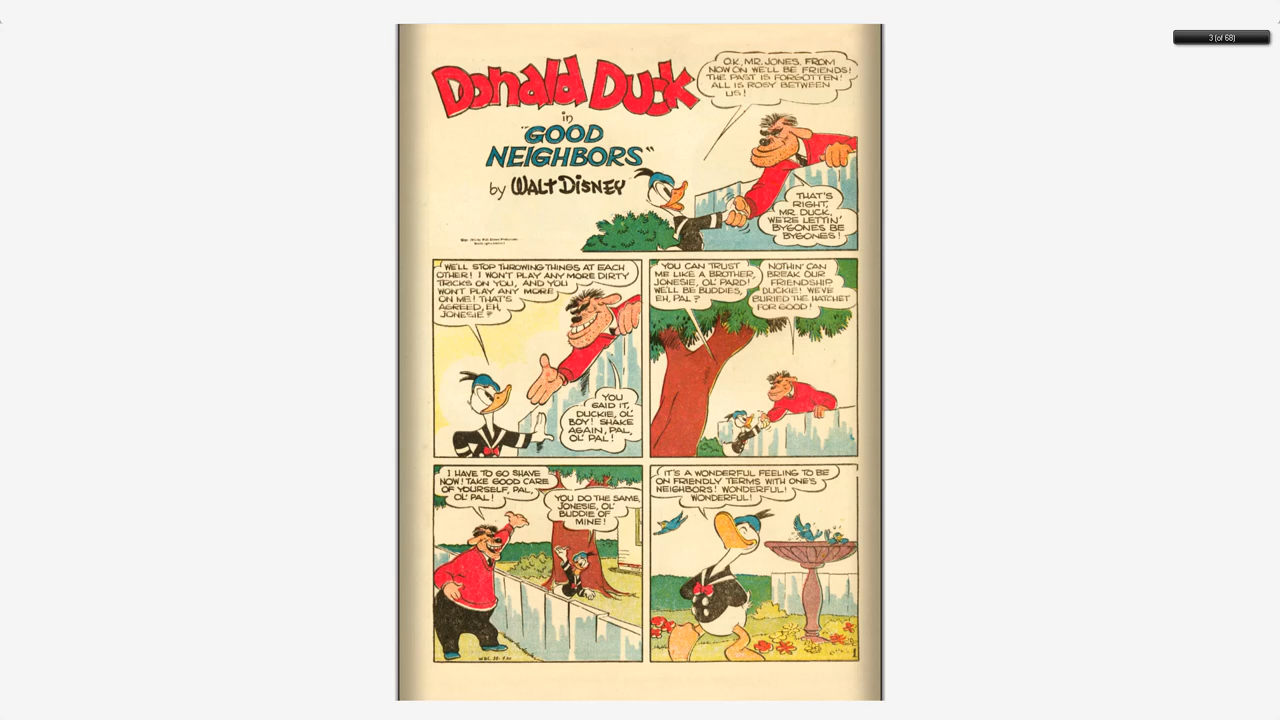 3 (of 68)
Donald Duck
in
"GOOD
NEIGHBORS"
by WALT DISNEY
O.K., MR. JONES, FROM
NOW ON WE'LL BE FRIENDS!
THE PAST IS FORGOTTEN!
ALL IS ROSY BETWEEN
US!
THAT'S
RIGHT,
MR. DUCK,
WE'RE LETTIN'
BYGONES BE
BYGONES!
WE'LL STOP THROWING THINGS AT EACH
OTHER! I WON'T PLAY ANY MORE DIRTY
TRICKS ON YOU, AND YOU
WON'T PLAY ANY MORE
ON ME! THAT'S
AGREED, EH,
JONESIE?
YOU
SAID IT,
DUCKIE, OL'
BOY! SHAKE
AGAIN, PAL,
OL' PAL!
YOU CAN TRUST
ME LIKE A BROTHER,
JONESIE, OL' PARD!
WE'LL BE BUDDIES,
EH, PAL?
NOTHIN' CAN
BREAK OUR
FRIENDSHIP
DUCKIE! WE'VE
BURIED THE HATCHET
FOR GOOD!
I HAVE TO GO SHAVE
NOW! TAKE GOOD CARE
OF YOURSELF, PAL,
OL' PAL!
YOU DO THE SAME,
JONESIE, OL'
BUDDIE OF
MINE!
IT'S A WONDERFUL FEELING TO BE
ON FRIENDLY TERMS WITH ONE'S
NEIGHBORS! WONDERFUL!
WONDERFUL!
1